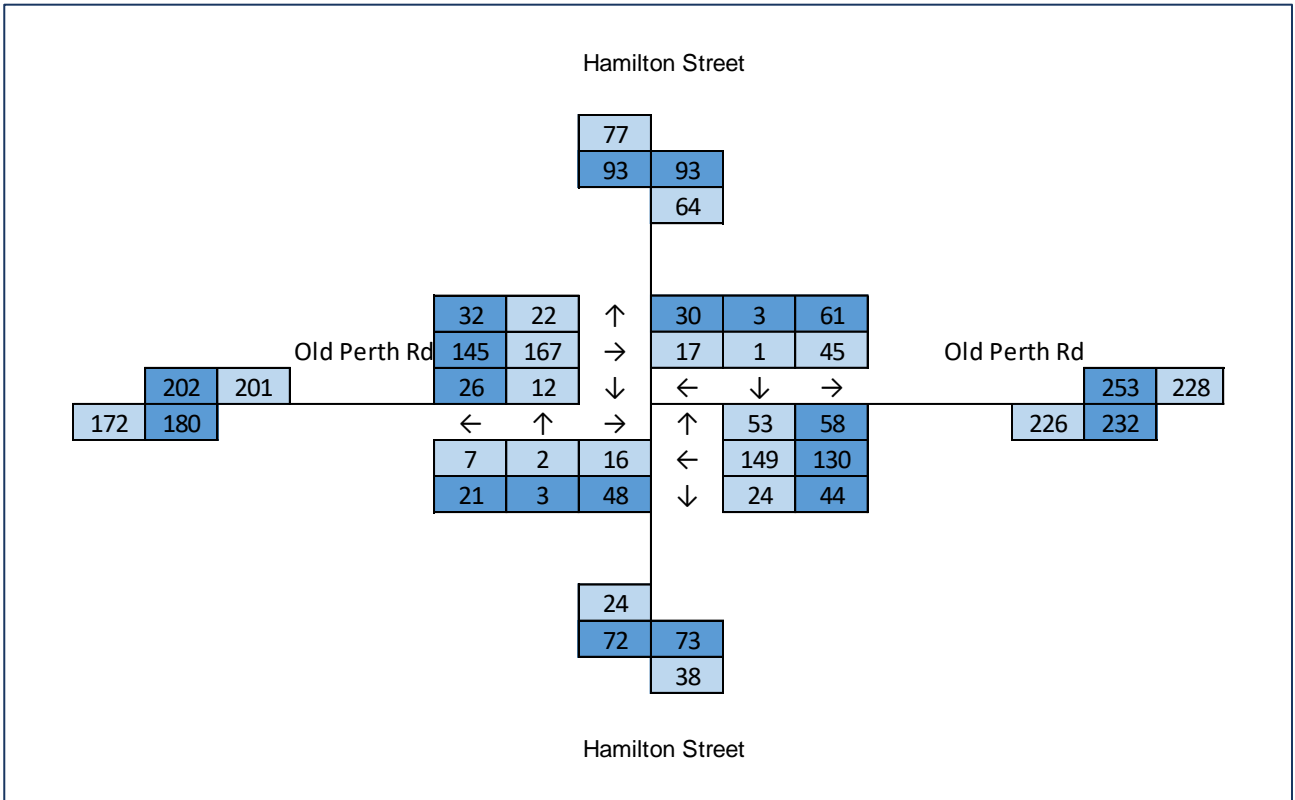 Hamilton Street
77
93 93
64
32 22 ↑ 30 3 61
Old Perth Rd 145 167 → 17 1 45 Old Perth Rd
202 201 26 12 ↓ ← ↓ → 253 228
172 180 ← ↑ → ↑ 53 58 226 232
7 2 16 ← 149 130
21 3 48 ↓ 24 44
24
72 73
38
Hamilton Street